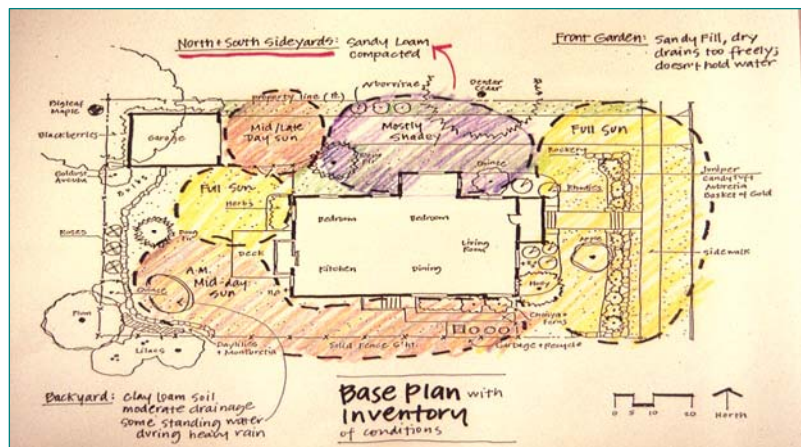 North + South Sideyards: Sandy Loam
compacted
Front Garden: Sandy Fill, dry
drains too freely;
doesn't hold water
property line (N.)
Arborvitae
Deodar
Cedar
Bigleaf
Maple
Blackberries
Garage
Mid/Late
Day Sun
Mostly
Shadey
Full Sun
Rockery
Quince
Rhodies
Juniper
Candytuft
Aubretia
Basket of Gold
Full Sun
Herbs
Bedroom
Bedroom
Living
Room
Roses
Doug
Fir
Deck
Apple
sidewalk
A.M.
Mid-day
Sun
Kitchen
Dining
Holly
Plum
Lilacs
Daylilies
+ Montbretia
Solid Fence 6' ht.
Garbage + Recycle
Ferns
Backyard: Clay Loam Soil
moderate drainage
some standing water
during heavy rain
Base Plan with
Inventory
of conditions
0 5 10 20
North